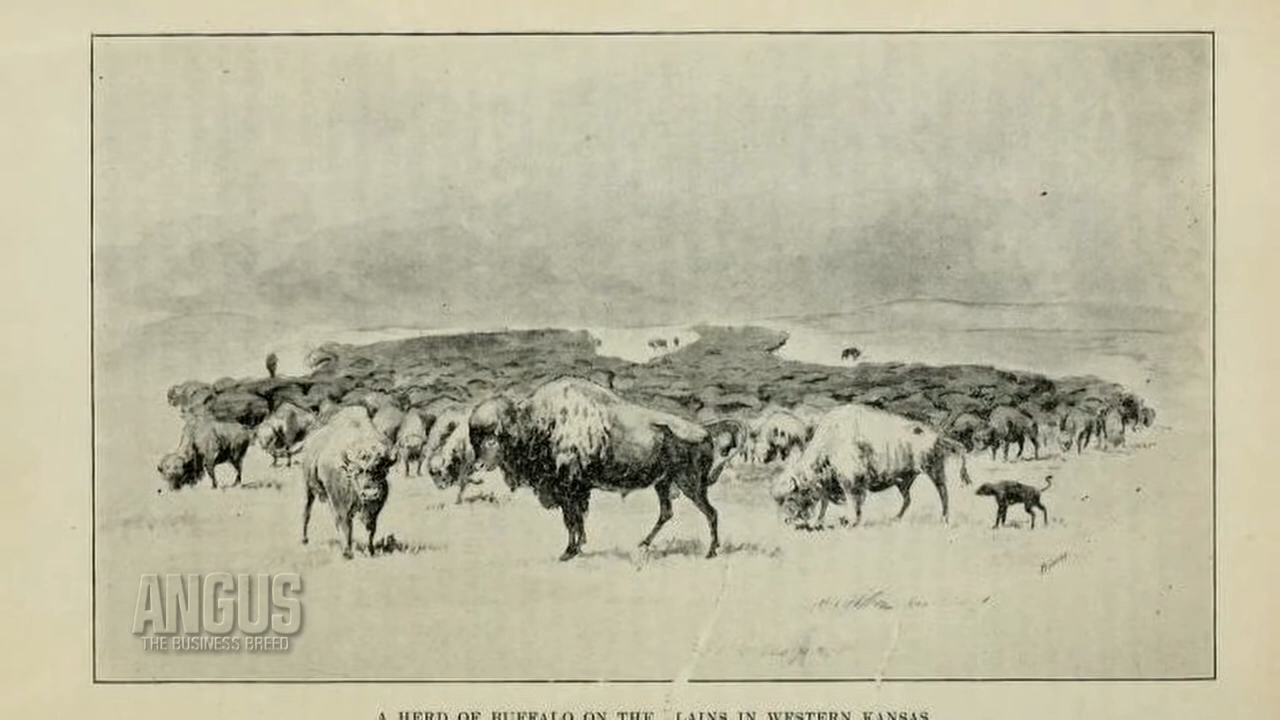 ANGUS
THE BUSINESS BREED
A HERD OF BUFFALO ON THE LAINS IN WESTERN KANSAS